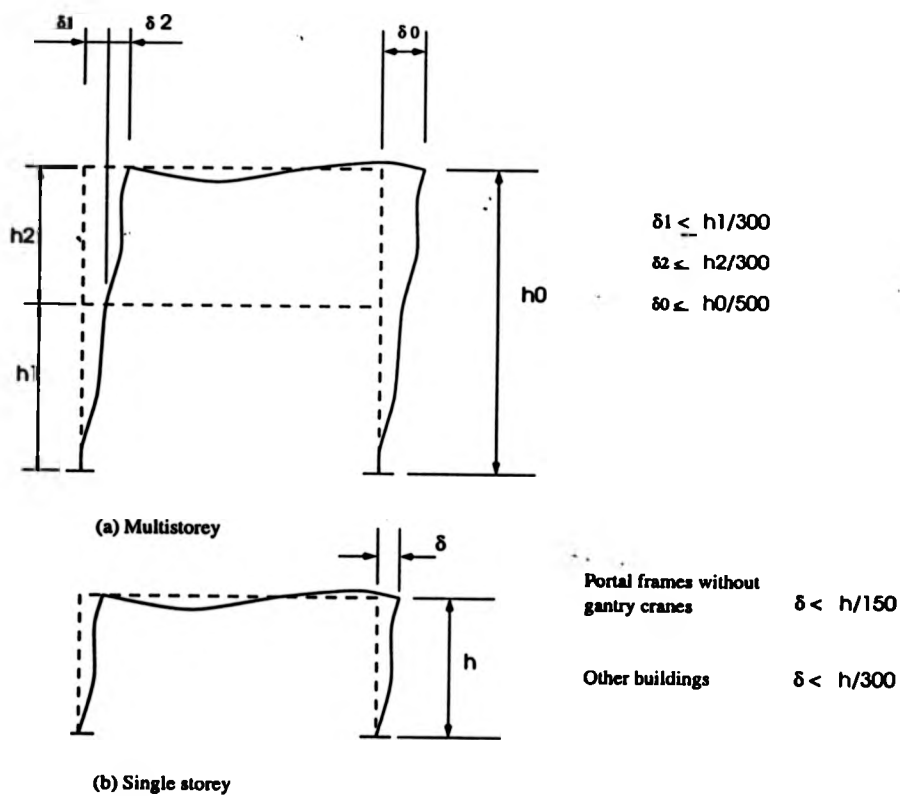 δ1 δ2 δ0
h2
h1
h0
δ1 ≤ h1/300
δ2 ≤ h2/300
δ0 ≤ h0/500
(a) Multistorey
δ
h
Portal frames without
gantry cranes δ < h/150
Other buildings δ < h/300
(b) Single storey